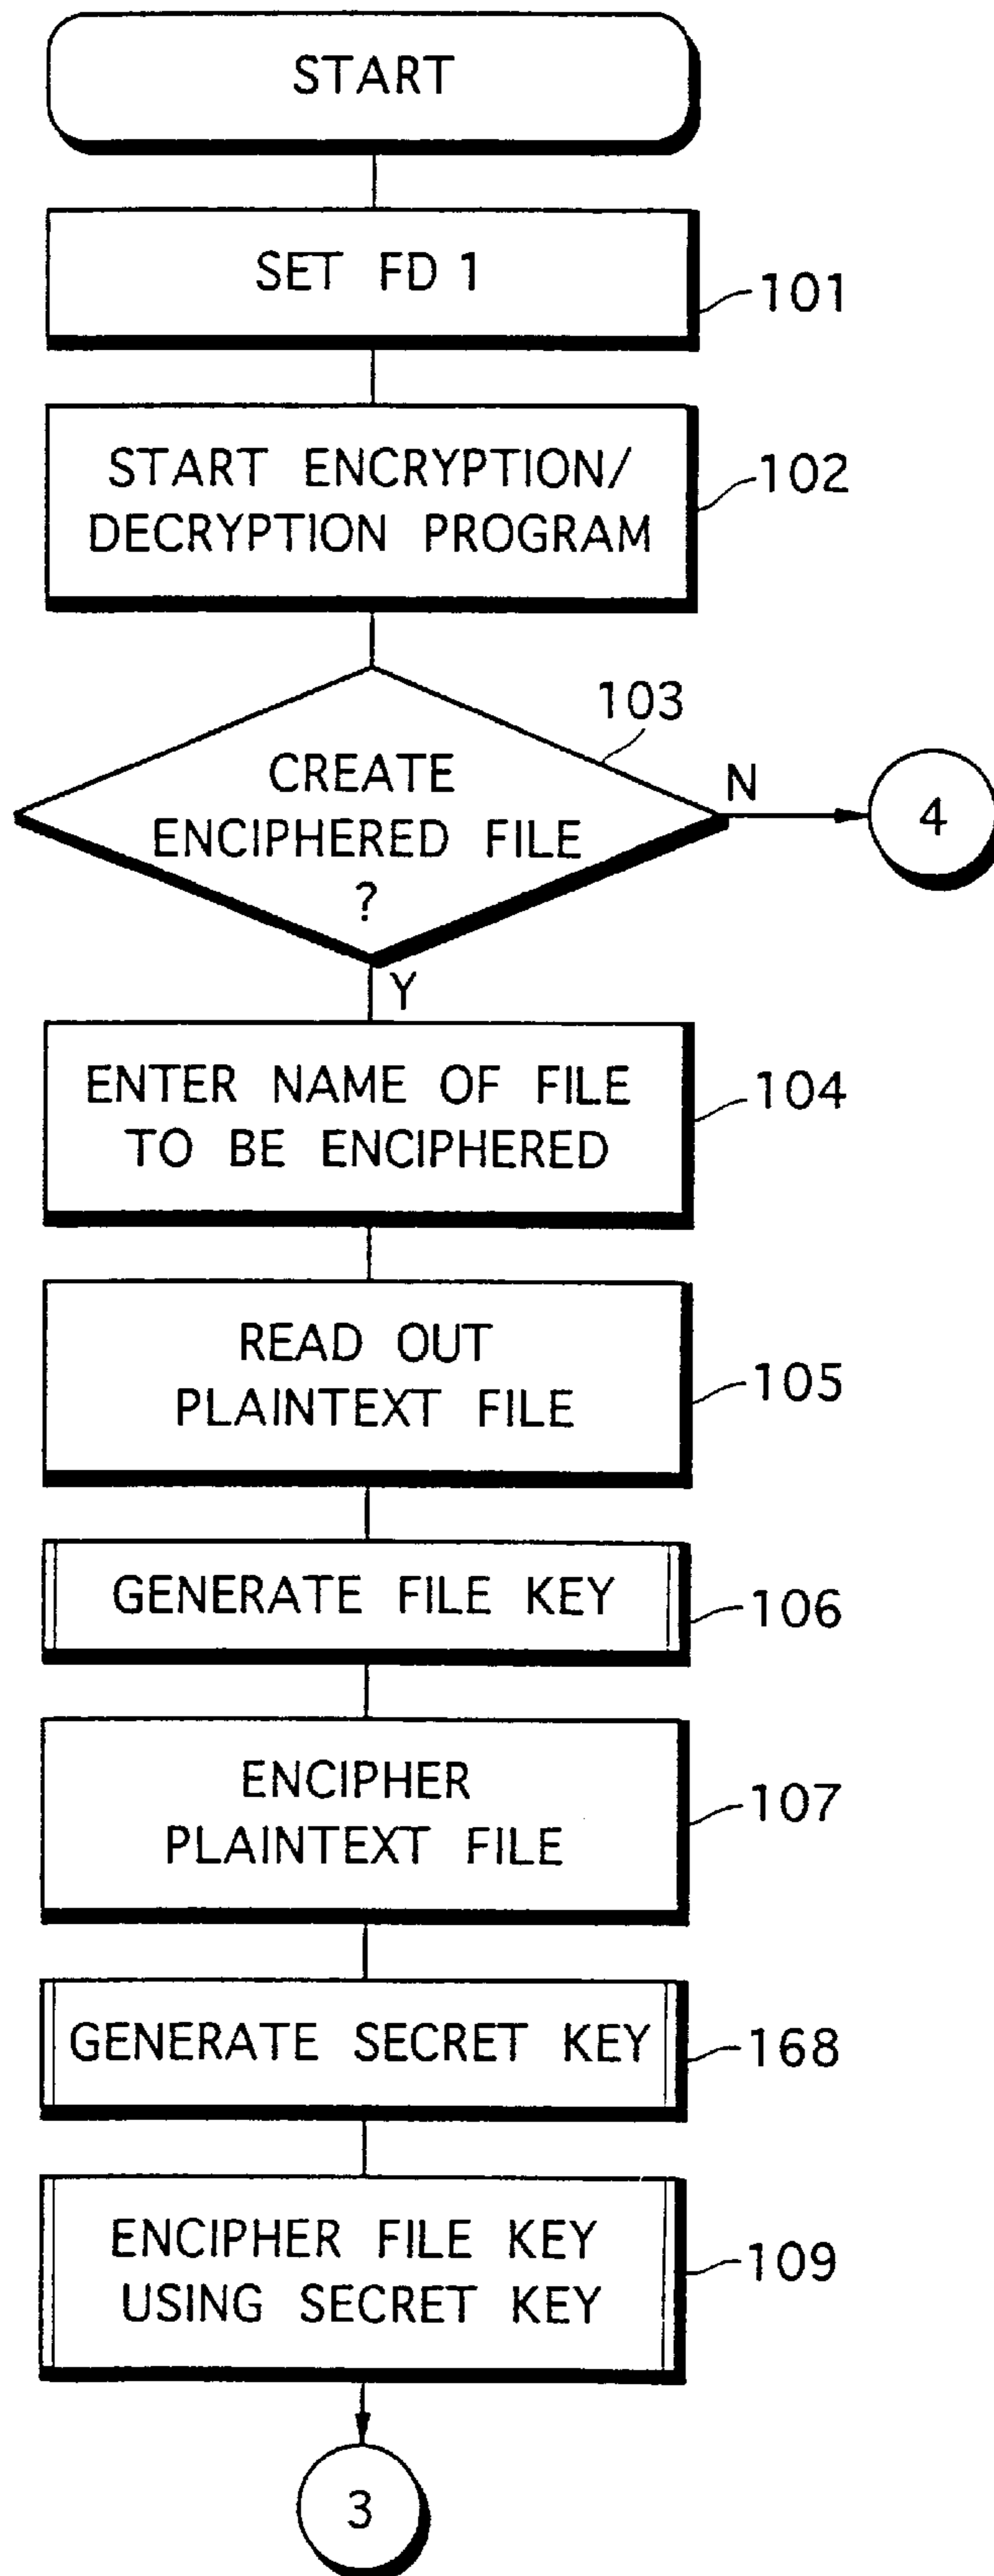 START
SET FD 1
101
START ENCRYPTION/
DECRYPTION PROGRAM
102
103
CREATE
ENCIPHERED FILE
?
N
4
Y
ENTER NAME OF FILE
TO BE ENCIPHERED
104
READ OUT
PLAINTEXT FILE
105
GENERATE FILE KEY
106
ENCIPHER
PLAINTEXT FILE
107
GENERATE SECRET KEY
168
ENCIPHER FILE KEY
USING SECRET KEY
109
3